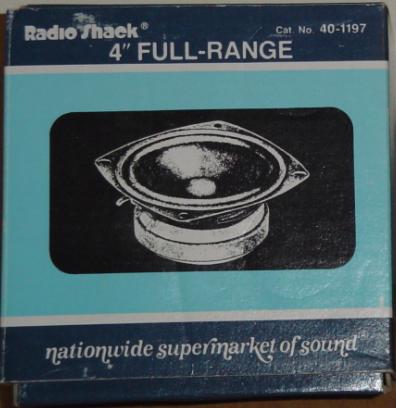 Radio Shack®
Cat. No. 40-1197
4" FULL-RANGE
nationwide supermarket of sound